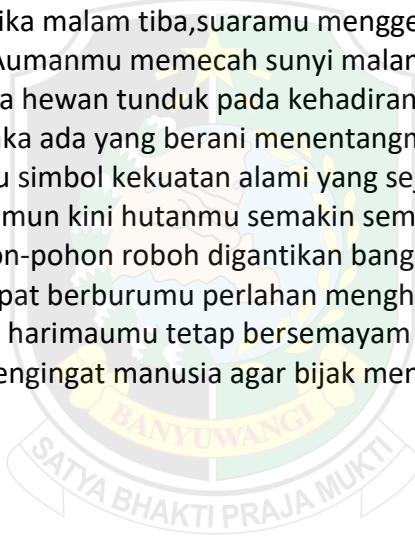 ika malam tiba,suaramu mengge
Aumanmu memecah sunyi malan
a hewan tunduk pada kehadiran
ka ada yang berani menentangn
u simbol kekuatan alami yang sej
mun kini hutanmu semakin sem
on-pohon roboh digantikan bang
pat berburumu perlahan mengh
harimaumu tetap bersemayam
engingat manusia agar bijak men
BANYUWANGI
SATYA BHAKTI PRAJA MUKTI